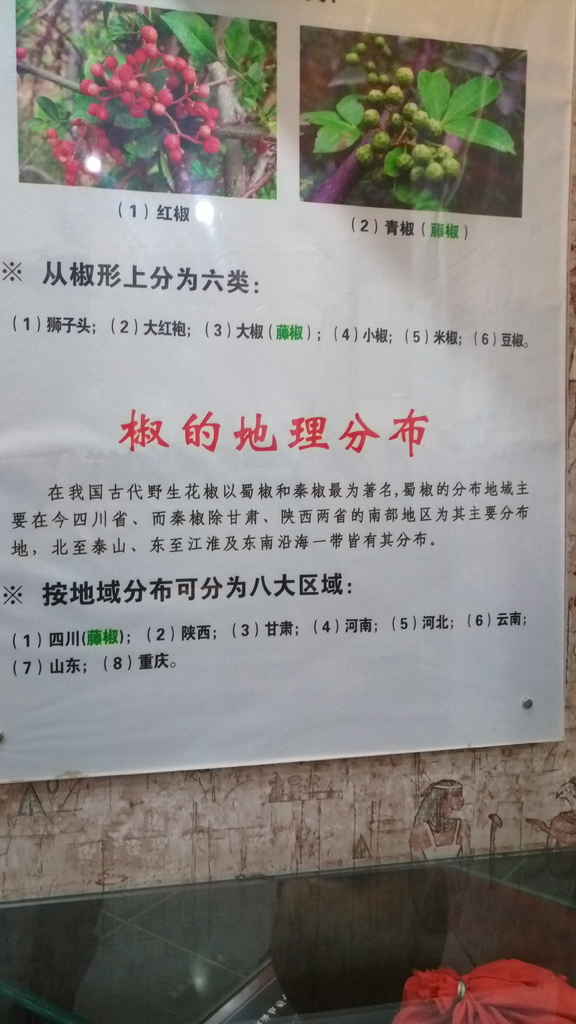 （1）红椒
（2）青椒（藤椒）
※ 从椒形上分为六类：
（1）狮子头；（2）大红袍；（3）大椒（藤椒）；（4）小椒；（5）米椒；（6）豆椒。
椒的地理分布
在我国古代野生花椒以蜀椒和秦椒最为著名,蜀椒的分布地域主
要在今四川省、而秦椒除甘肃、陕西两省的南部地区为其主要分布
地，北至泰山、东至江淮及东南沿海一带皆有其分布。
※ 按地域分布可分为八大区域：
（1）四川(藤椒)；（2）陕西；（3）甘肃；（4）河南；（5）河北；（6）云南；
（7）山东；（8）重庆。